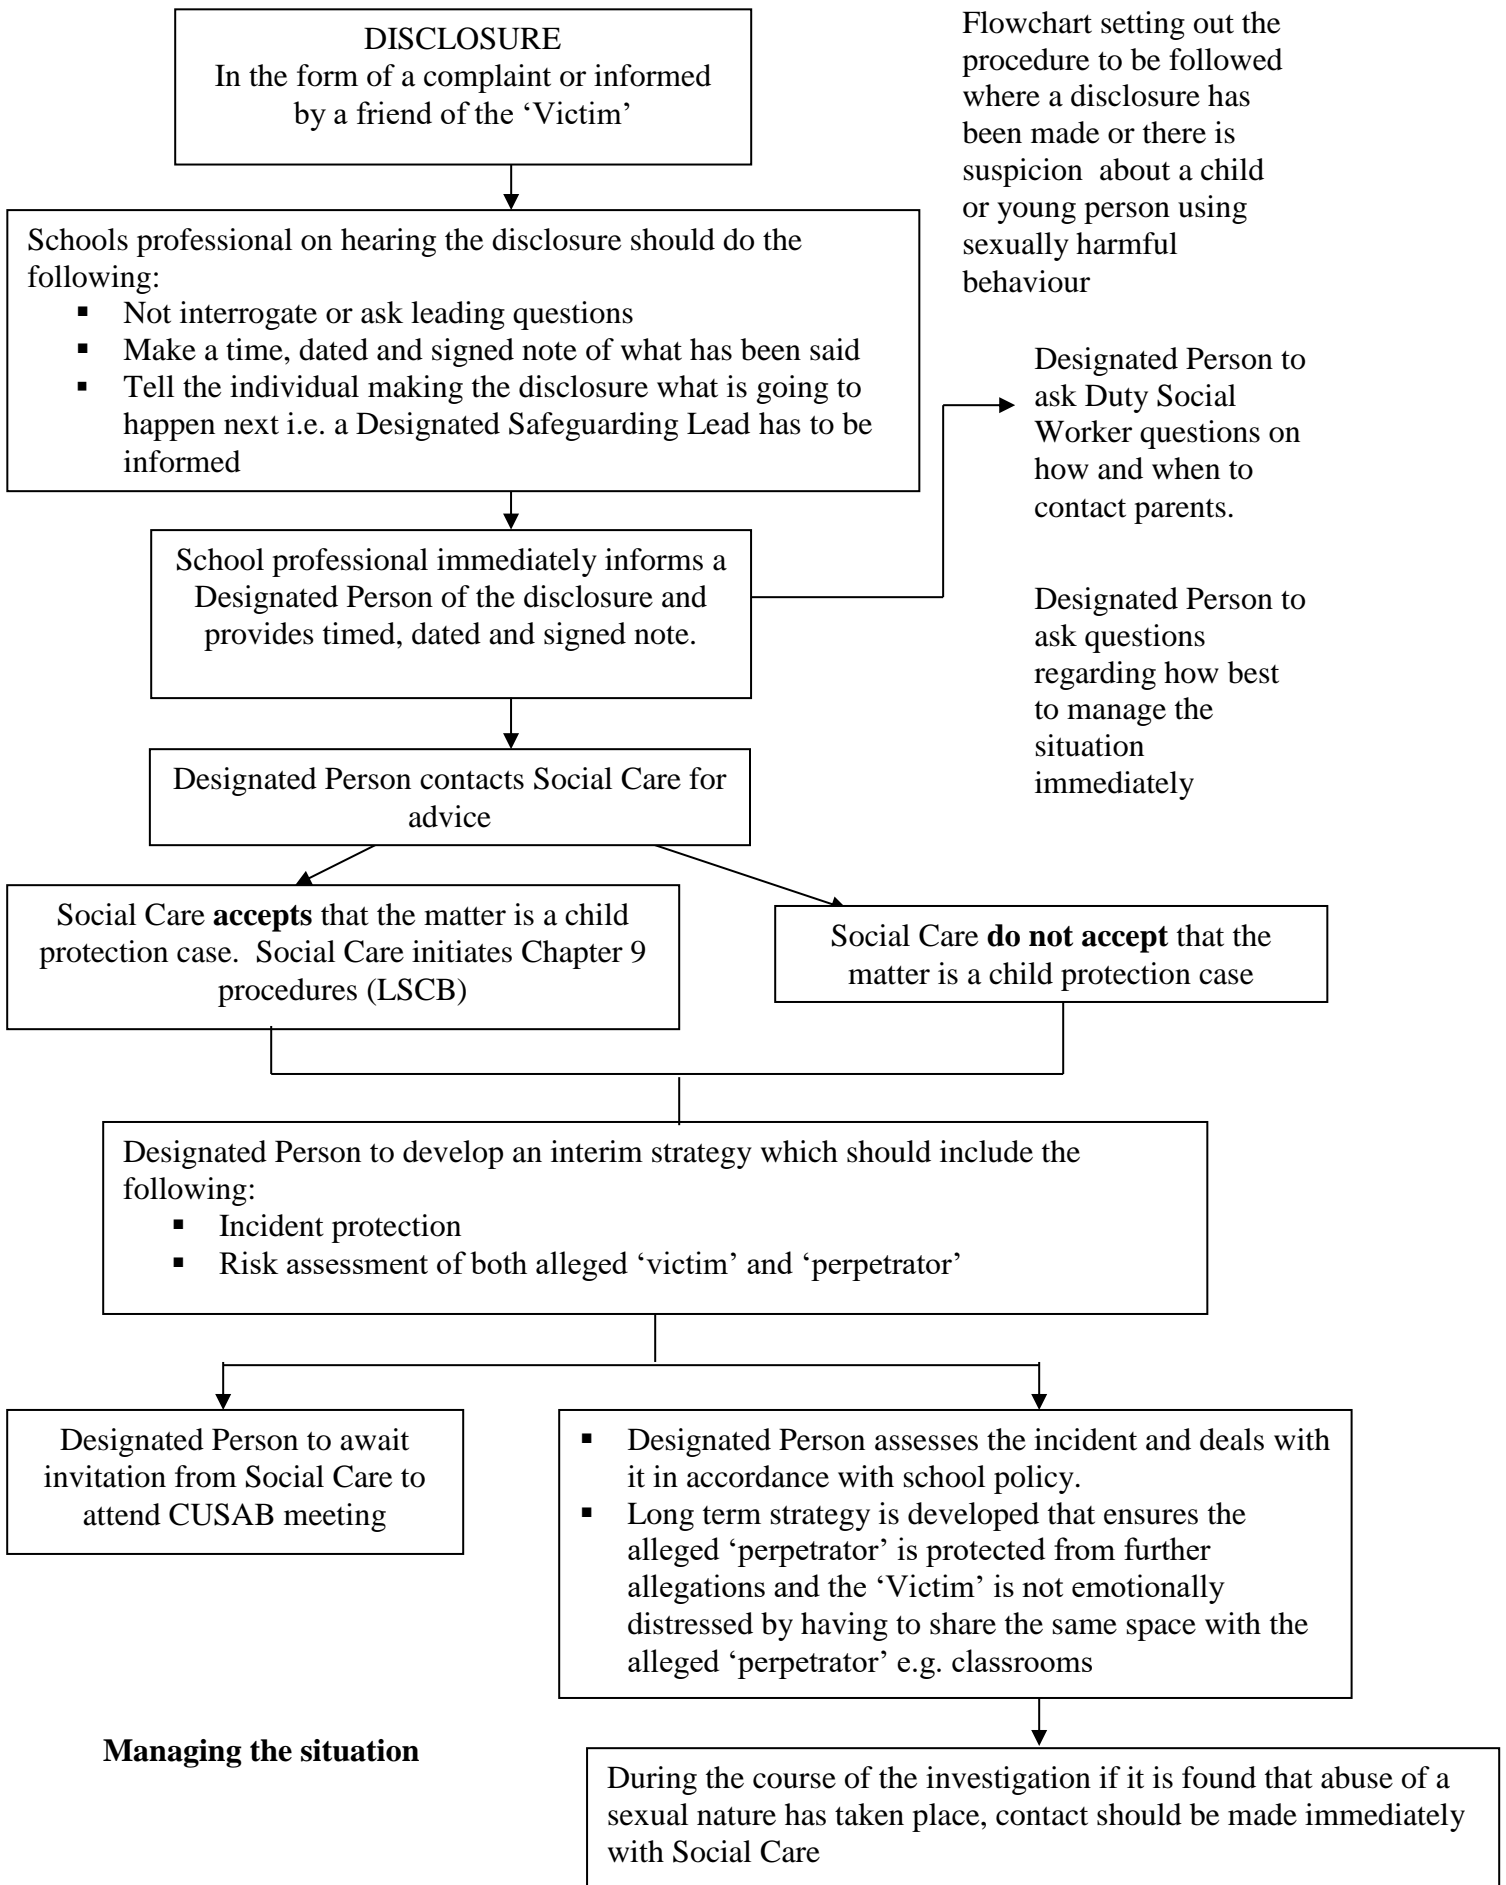 DISCLOSURE
In the form of a complaint or informed
by a friend of the ‘Victim’
Flowchart setting out the
procedure to be followed
where a disclosure has
been made or there is
suspicion about a child
or young person using
sexually harmful
behaviour
Schools professional on hearing the disclosure should do the
following:
▪ Not interrogate or ask leading questions
▪ Make a time, dated and signed note of what has been said
▪ Tell the individual making the disclosure what is going to
happen next i.e. a Designated Safeguarding Lead has to be
informed
Designated Person to
ask Duty Social
Worker questions on
how and when to
contact parents.
Designated Person to
ask questions
regarding how best
to manage the
situation
immediately
School professional immediately informs a
Designated Person of the disclosure and
provides timed, dated and signed note.
Designated Person contacts Social Care for
advice
Social Care accepts that the matter is a child
protection case. Social Care initiates Chapter 9
procedures (LSCB)
Social Care do not accept that the
matter is a child protection case
Designated Person to develop an interim strategy which should include the
following:
▪ Incident protection
▪ Risk assessment of both alleged ‘victim’ and ‘perpetrator’
Designated Person to await
invitation from Social Care to
attend CUSAB meeting
▪ Designated Person assesses the incident and deals with
it in accordance with school policy.
▪ Long term strategy is developed that ensures the
alleged ‘perpetrator’ is protected from further
allegations and the ‘Victim’ is not emotionally
distressed by having to share the same space with the
alleged ‘perpetrator’ e.g. classrooms
Managing the situation
During the course of the investigation if it is found that abuse of a
sexual nature has taken place, contact should be made immediately
with Social Care